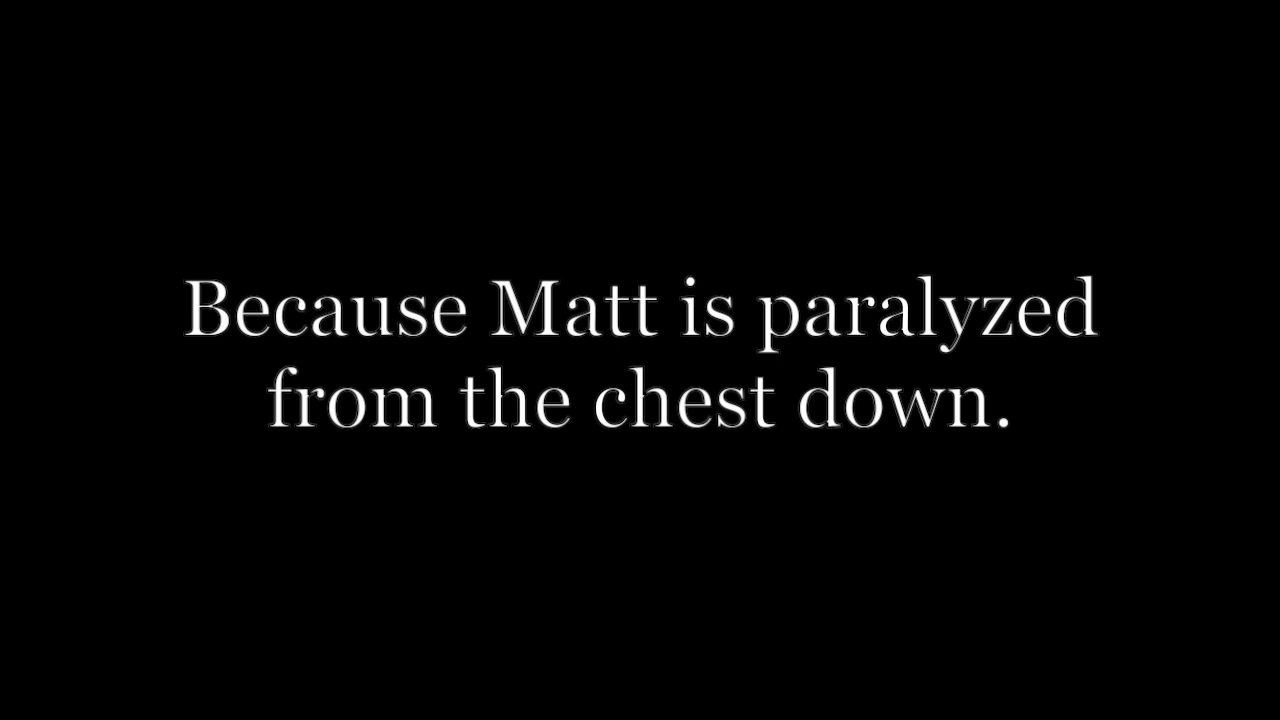 Because Matt is paralyzed
from the chest down.